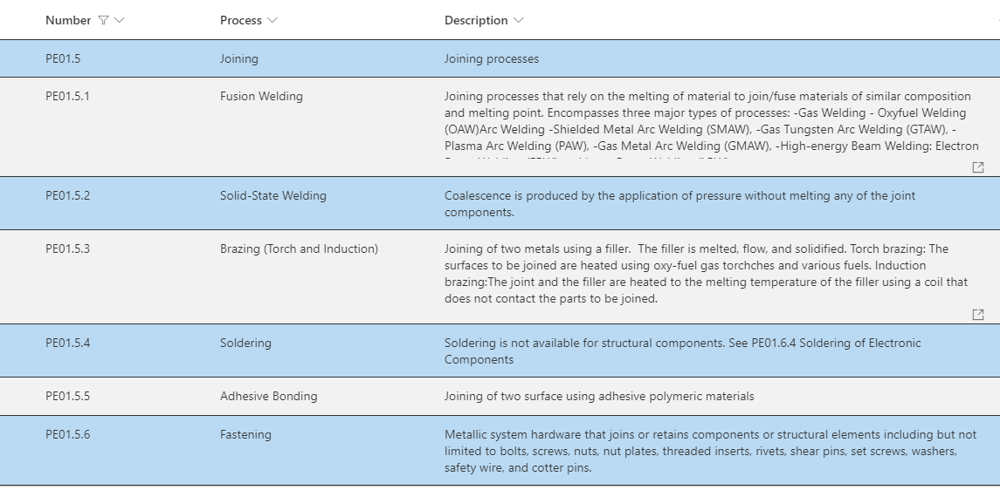 Number Process Description
PE01.5 Joining Joining processes
PE01.5.1 Fusion Welding Joining processes that rely on the melting of material to join/fuse materials of similar composition
and melting point. Encompasses three major types of processes: -Gas Welding - Oxyfuel Welding
(OAW)Arc Welding -Shielded Metal Arc Welding (SMAW), -Gas Tungsten Arc Welding (GTAW), -
Plasma Arc Welding (PAW), -Gas Metal Arc Welding (GMAW), -High-energy Beam Welding: Electron
PE01.5.2 Solid-State Welding Coalescence is produced by the application of pressure without melting any of the joint
components.
PE01.5.3 Brazing (Torch and Induction) Joining of two metals using a filler.  The filler is melted, flow, and solidified. Torch brazing: The
surfaces to be joined are heated using oxy-fuel gas torchches and various fuels. Induction
brazing:The joint and the filler are heated to the melting temperature of the filler using a coil that
does not contact the parts to be joined.
PE01.5.4 Soldering Soldering is not available for structural components. See PE01.6.4 Soldering of Electronic
Components
PE01.5.5 Adhesive Bonding Joining of two surface using adhesive polymeric materials
PE01.5.6 Fastening Metallic system hardware that joins or retains components or structural elements including but not
limited to bolts, screws, nuts, nut plates, threaded inserts, rivets, shear pins, set screws, washers,
safety wire, and cotter pins.